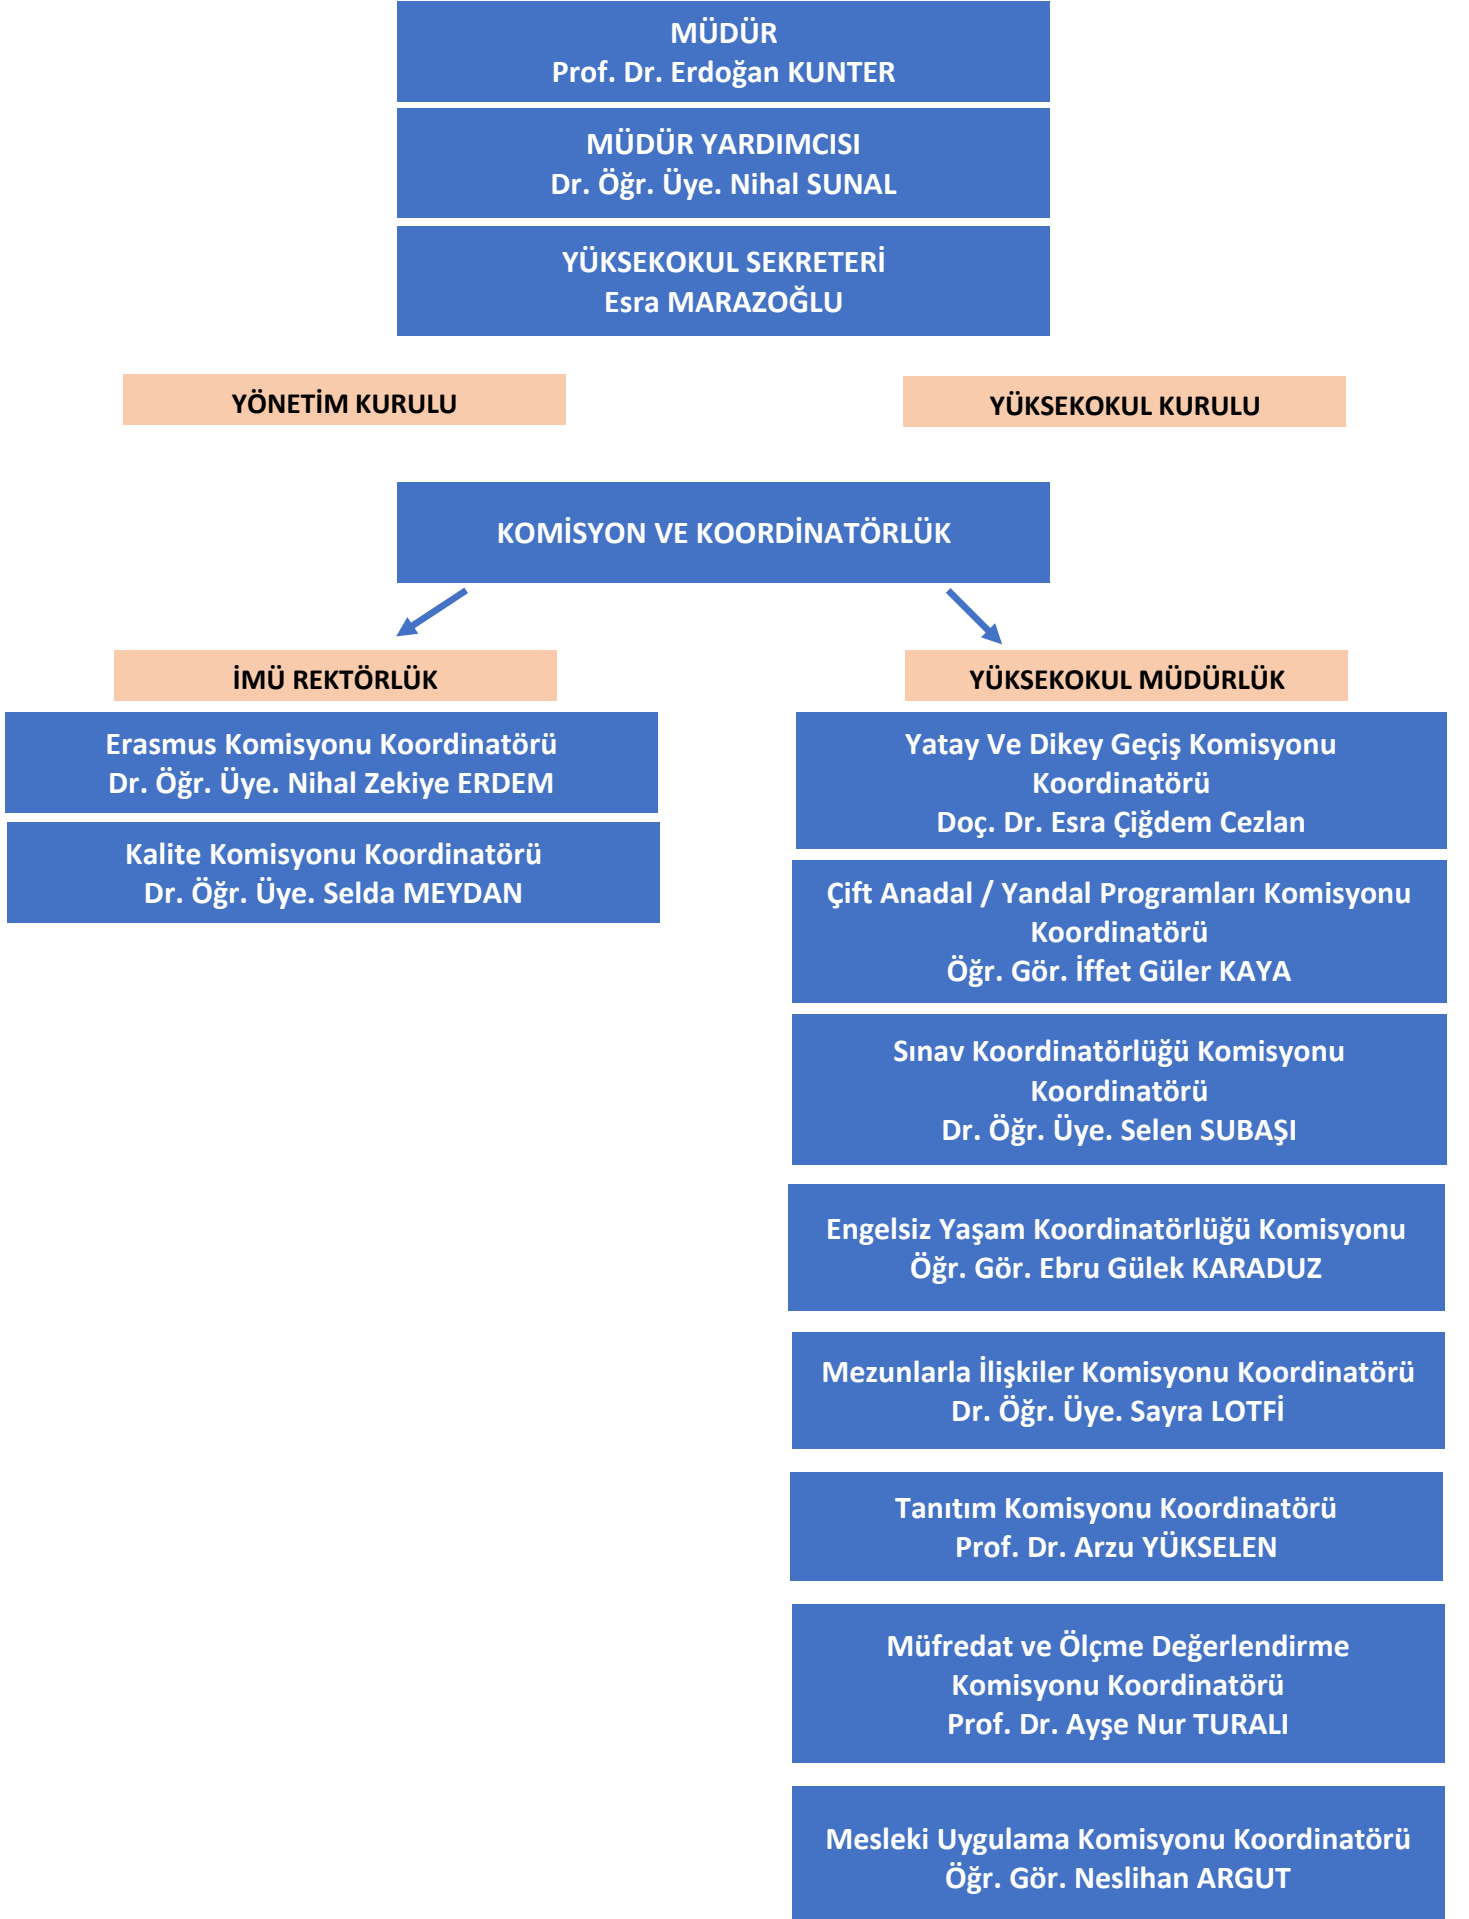 MÜDÜR
Prof. Dr. Erdoğan KUNTER
MÜDÜR YARDIMCISI
Dr. Öğr. Üye. Nihal SUNAL
YÜKSEKOKUL SEKRETERİ
Esra MARAZOĞLU
YÖNETİM KURULU
YÜKSEKOKUL KURULU
KOMİSYON VE KOORDİNATÖRLÜK
İMÜ REKTÖRLÜK
Erasmus Komisyonu Koordinatörü
Dr. Öğr. Üye. Nihal Zekiye ERDEM
Kalite Komisyonu Koordinatörü
Dr. Öğr. Üye. Selda MEYDAN
YÜKSEKOKUL MÜDÜRLÜK
Yatay Ve Dikey Geçiş Komisyonu
Koordinatörü
Doç. Dr. Esra Çiğdem Cezlan
Çift Anadal / Yandal Programları Komisyonu
Koordinatörü
Öğr. Gör. İffet Güler KAYA
Sınav Koordinatörlüğü Komisyonu
Koordinatörü
Dr. Öğr. Üye. Selen SUBAŞI
Engelsiz Yaşam Koordinatörlüğü Komisyonu
Öğr. Gör. Ebru Gülek KARADUZ
Mezunlarla İlişkiler Komisyonu Koordinatörü
Dr. Öğr. Üye. Sayra LOTFİ
Tanıtım Komisyonu Koordinatörü
Prof. Dr. Arzu YÜKSELEN
Müfredat ve Ölçme Değerlendirme
Komisyonu Koordinatörü
Prof. Dr. Ayşe Nur TURALI
Mesleki Uygulama Komisyonu Koordinatörü
Öğr. Gör. Neslihan ARGUT